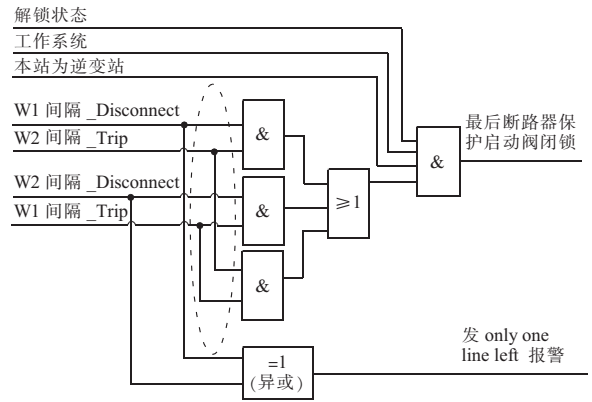 解锁状态
工作系统
本站为逆变站
W1 间隔 _Disconnect
W2 间隔 _Trip
W2 间隔 _Disconnect
W1 间隔 _Trip
&
&
&
≥1
&
最后断路器保
护启动阀闭锁
=1
(异或)
发 only one
line left 报警